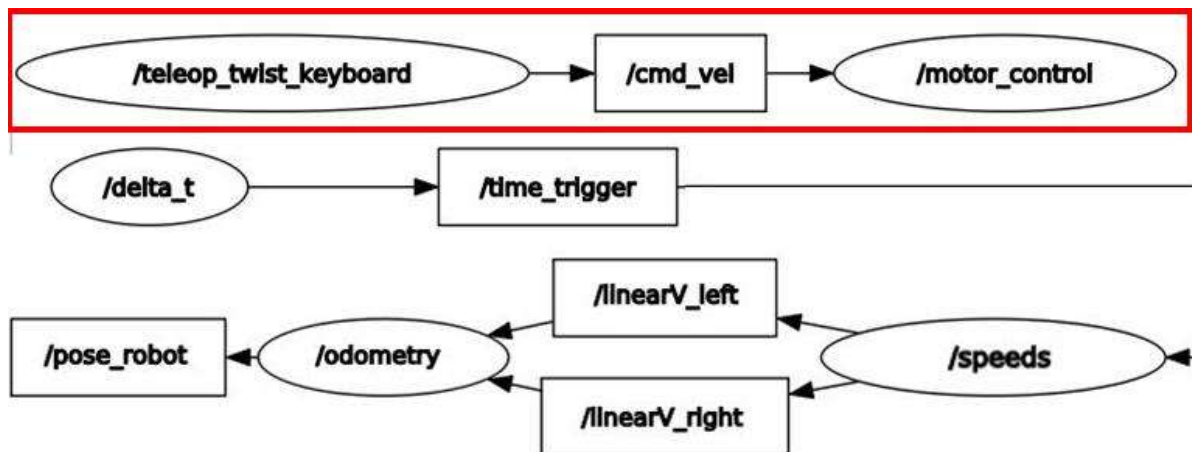 /teleop_twist_keyboard
/cmd_vel
/motor_control
/delta_t
/time_trigger
/linearV_left
/pose_robot
/odometry
/speeds
/linearV_right